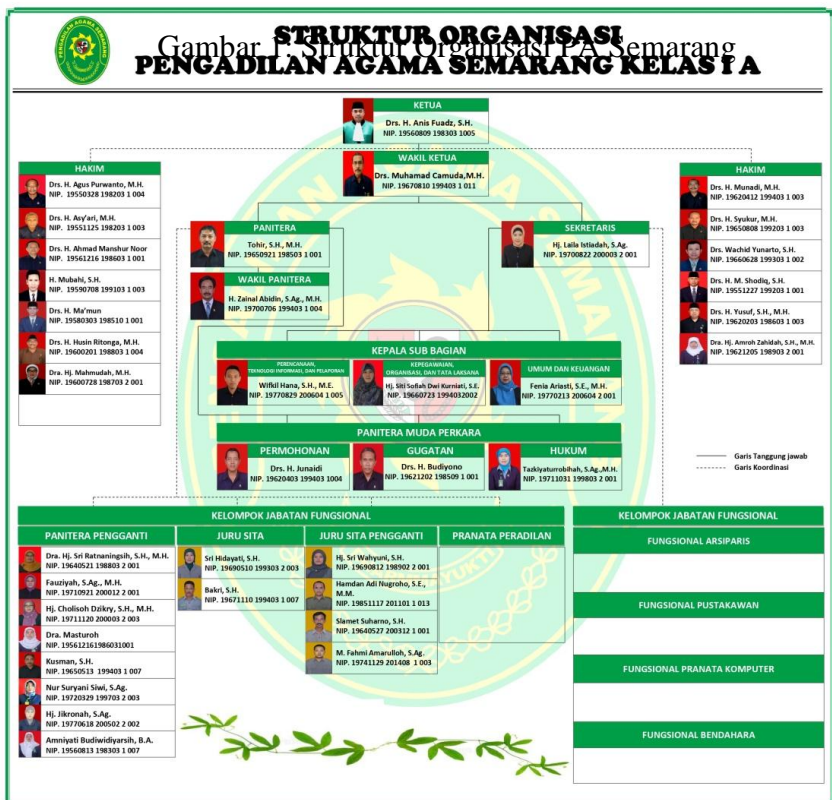 STRUKTUR ORGANISASI
Gambar 1. Struktur Organisasi PA Semarang
PENGADILAN AGAMA SEMARANG KELAS I A
KETUA
Drs. H. Anis Fuadz, S.H.
NIP. 19560809 198303 1005
WAKIL KETUA
Drs. Muhamad Camuda,M.H.
NIP. 19670810 199403 1 011
HAKIM
Drs. H. Agus Purwanto, M.H.
NIP. 19550328 198203 1 004
Drs. H. Asy'ari, M.H.
NIP. 19551125 198203 1 003
Drs. H. Ahmad Manshur Noor
NIP. 19561216 198603 1 001
H. Mubahi, S.H.
NIP. 19590708 199103 1 003
Drs. H. Ma'mun
NIP. 19580303 198510 1 001
Drs. H. Husin Ritonga, M.H.
NIP. 19600201 198803 1 004
Dra. Hj. Mahmudah, M.H.
NIP. 19600728 198703 2 001
HAKIM
Drs. H. Munadi, M.H.
NIP. 19620412 199403 1 003
Drs. H. Syukur, M.H.
NIP. 19650808 199203 1 003
Drs. Wachid Yunarto, S.H.
NIP. 19660628 199303 1 002
Drs. H. M. Shodiq, S.H.
NIP. 19551227 199203 1 001
Drs. H. Yusuf, S.H., M.H.
NIP. 19620203 198603 1 003
Dra. Hj. Amroh Zahidah, S.H., M.H.
NIP. 19621205 198903 2 001
PANITERA
Tohir, S.H., M.H.
NIP. 19650921 198503 1 001
WAKIL PANITERA
H. Zainal Abidin, S.Ag., M.H.
NIP. 19700706 199403 1 004
SEKRETARIS
Hj. Laila Istiadah, S.Ag.
NIP. 19700822 200003 2 001
KEPALA SUB BAGIAN
PERENCANAAN,
TEKNOLOGI INFORMASI, DAN PELAPORAN
Wifkil Hana, S.H., M.E.
NIP. 19770829 200604 1 005
KEPEGAWAIAN,
ORGANISASI, DAN TATA LAKSANA
Hj. Siti Sofiah Dwi Kurniati, S.E.
NIP. 19660723 1994032002
UMUM DAN KEUANGAN
Fenia Ariasti, S.E., M.H.
NIP. 19770213 200604 2 001
PANITERA MUDA PERKARA
PERMOHONAN
Drs. H. Junaidi
NIP. 19620403 199403 1004
GUGATAN
Drs. H. Budiyono
NIP. 19621202 198509 1 001
HUKUM
Tazkiyaturrobihah, S.Ag.,M.H.
NIP. 19711031 199803 2 001
Garis Tanggung jawab
Garis Koordinasi
KELOMPOK JABATAN FUNGSIONAL
PANITERA PENGGANTI
Dra. Hj. Sri Ratnaningsih, S.H., M.H.
NIP. 19640521 198803 2 001
Fauziyah, S.Ag., M.H.
NIP. 19710921 200012 2 001
Hj. Cholisoh Dzikry, S.H., M.H.
NIP. 19711120 200003 2 003
Dra. Masturoh
NIP. 195612161986031001
Kusman, S.H.
NIP. 19650513 199403 1 007
Nur Suryani Siwi, S.Ag.
NIP. 19720329 199703 2 003
Hj. Jikronah, S.Ag.
NIP. 19770618 200502 2 002
Amniyati Budiwidiyarsih, B.A.
NIP. 19560813 198303 1 007
JURU SITA
Sri Hidayati, S.H.
NIP. 19690510 199303 2 003
Bakri, S.H.
NIP. 19671110 199403 1 007
JURU SITA PENGGANTI
Hj. Sri Wahyuni, S.H.
NIP. 19690812 198902 2 001
Hamdan Adi Nugroho, S.E.,
M.M.
NIP. 19851117 201101 1 013
Slamet Suharno, S.H.
NIP. 19640527 200312 1 001
M. Fahmi Amarulloh, S.Ag.
NIP. 19741129 201408 1 003
PRANATA PERADILAN
KELOMPOK JABATAN FUNGSIONAL
FUNGSIONAL ARSIPARIS
FUNGSIONAL PUSTAKAWAN
FUNGSIONAL PRANATA KOMPUTER
FUNGSIONAL BENDAHARA